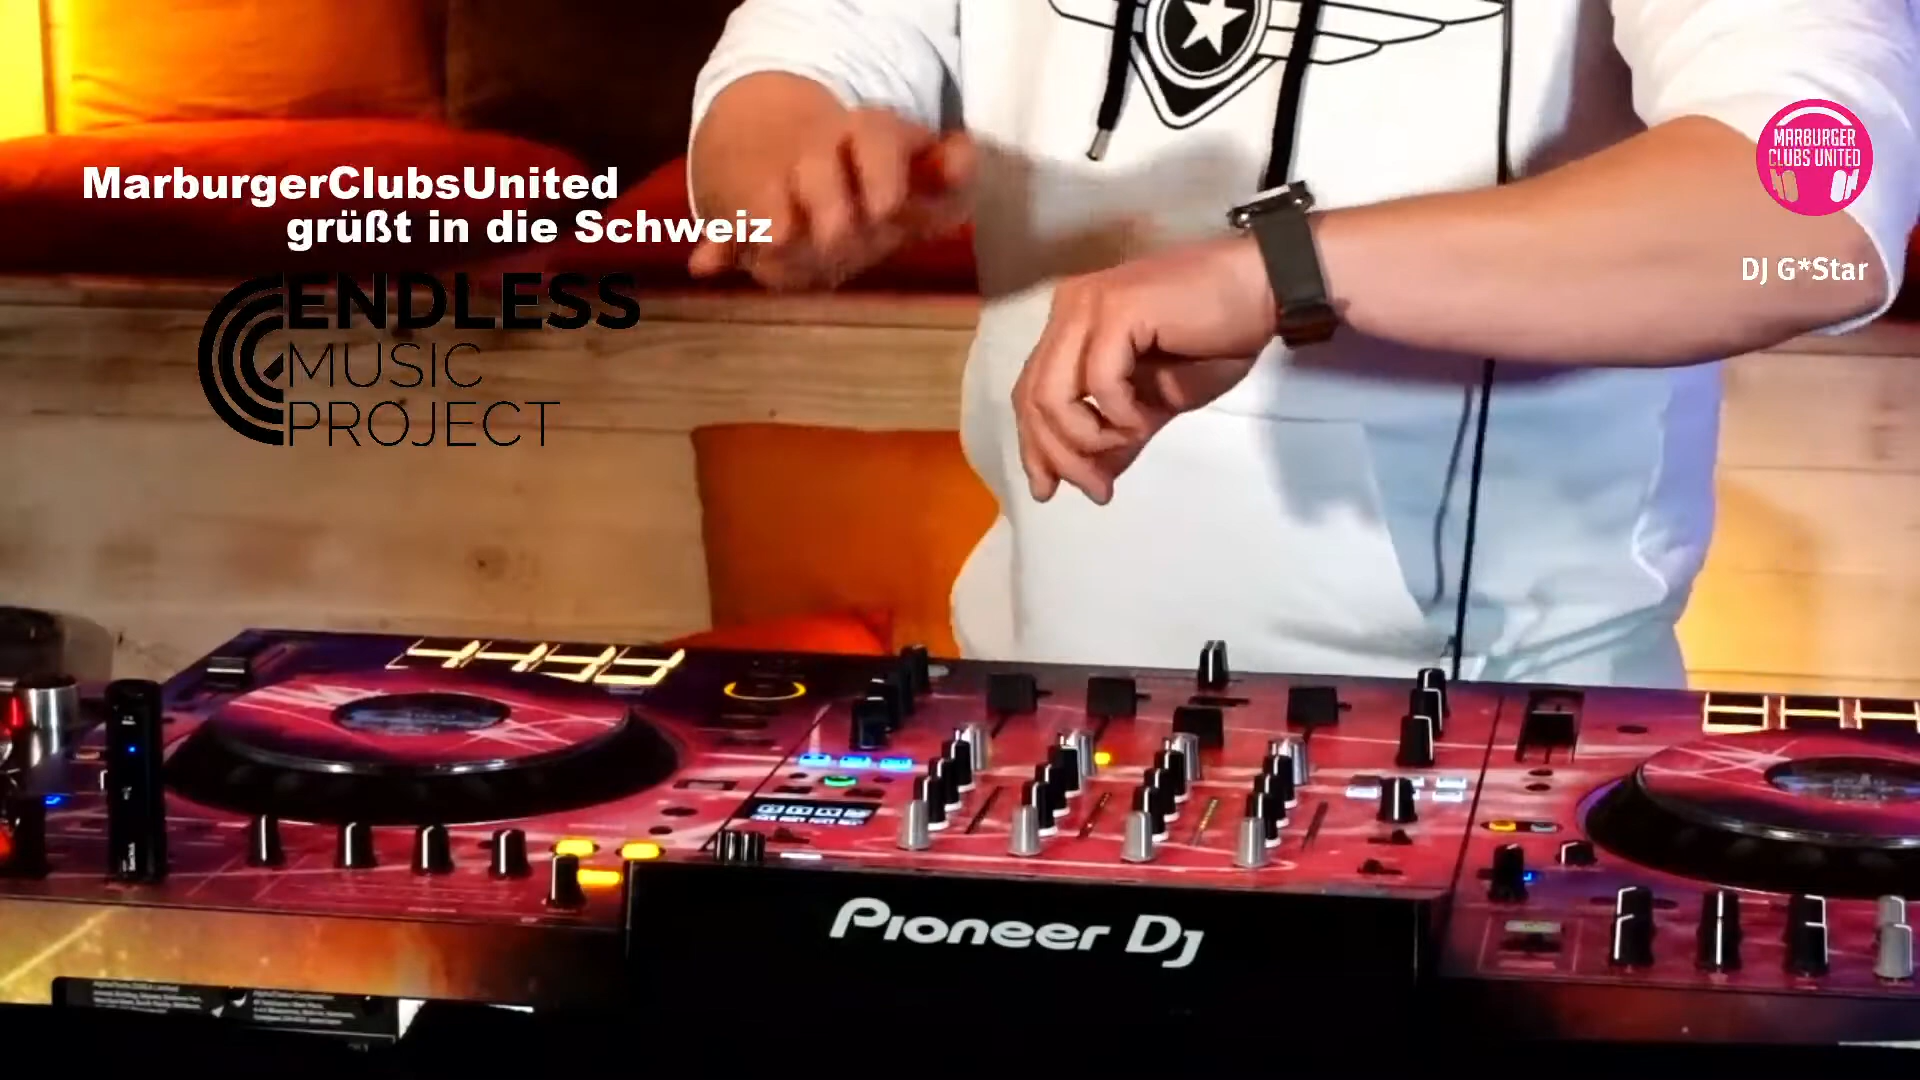 MarburgerClubsUnited
grüßt in die Schweiz
ENDLESS
MUSIC
PROJECT
MARBURGER
CLUBS UNITED
DJ G*Star
Pioneer DJ